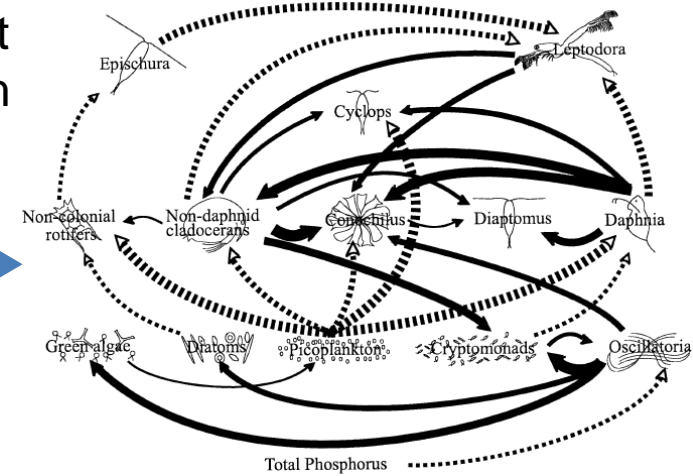 t
n
Epischura
Leptodora
Cyclops
Non-colonial
rotifers
Non-daphnid
cladocerans
Conochilus
Diaptomus
Daphnia
Green algae
Diatoms
Picoplankton
Cryptomonads
Oscillatoria
Total Phosphorus